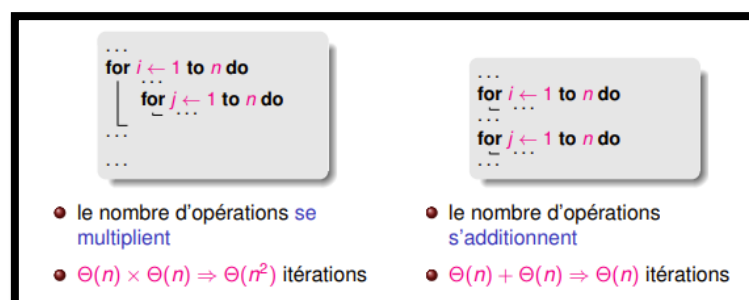 ...
for i ← 1 to n do
...
for j ← 1 to n do
...
...
...
le nombre d'opérations se
multiplient
Θ(n) × Θ(n) ⇒ Θ(n²) itérations
...
for i ← 1 to n do
...
...
for j ← 1 to n do
...
...
le nombre d'opérations
s'additionnent
Θ(n) + Θ(n) ⇒ Θ(n) itérations